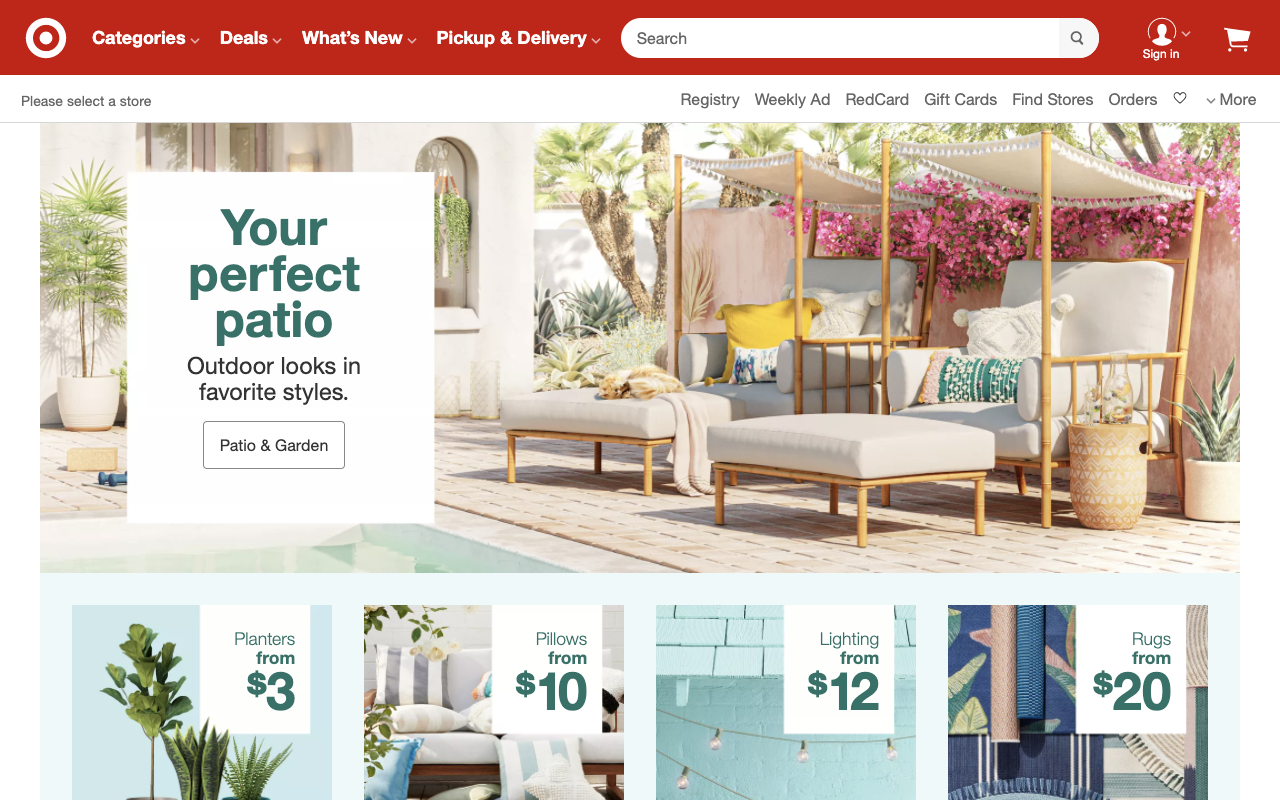 Categories
Deals
What's New
Pickup & Delivery
Search
Sign in
Please select a store
Registry
Weekly Ad
RedCard
Gift Cards
Find Stores
Orders
More
Your
perfect
patio
Outdoor looks in
favorite styles.
Patio & Garden
Planters
from
$3
Pillows
from
$10
Lighting
from
$12
Rugs
from
$20